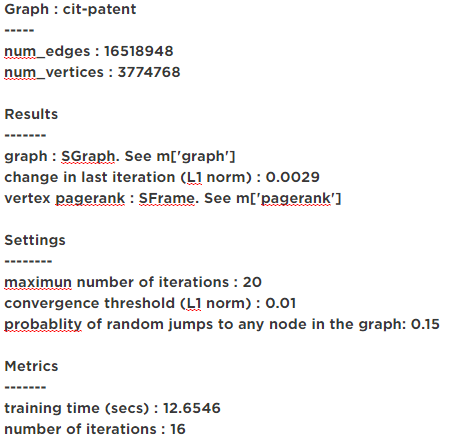 Graph : cit-patent
-----
num_edges : 16518948
num_vertices : 3774768
Results
-------
graph : SGraph. See m['graph']
change in last iteration (L1 norm) : 0.0029
vertex pagerank : SFrame. See m['pagerank']
Settings
--------
maximun number of iterations : 20
convergence threshold (L1 norm) : 0.01
probablity of random jumps to any node in the graph: 0.15
Metrics
-------
training time (secs) : 12.6546
number of iterations : 16